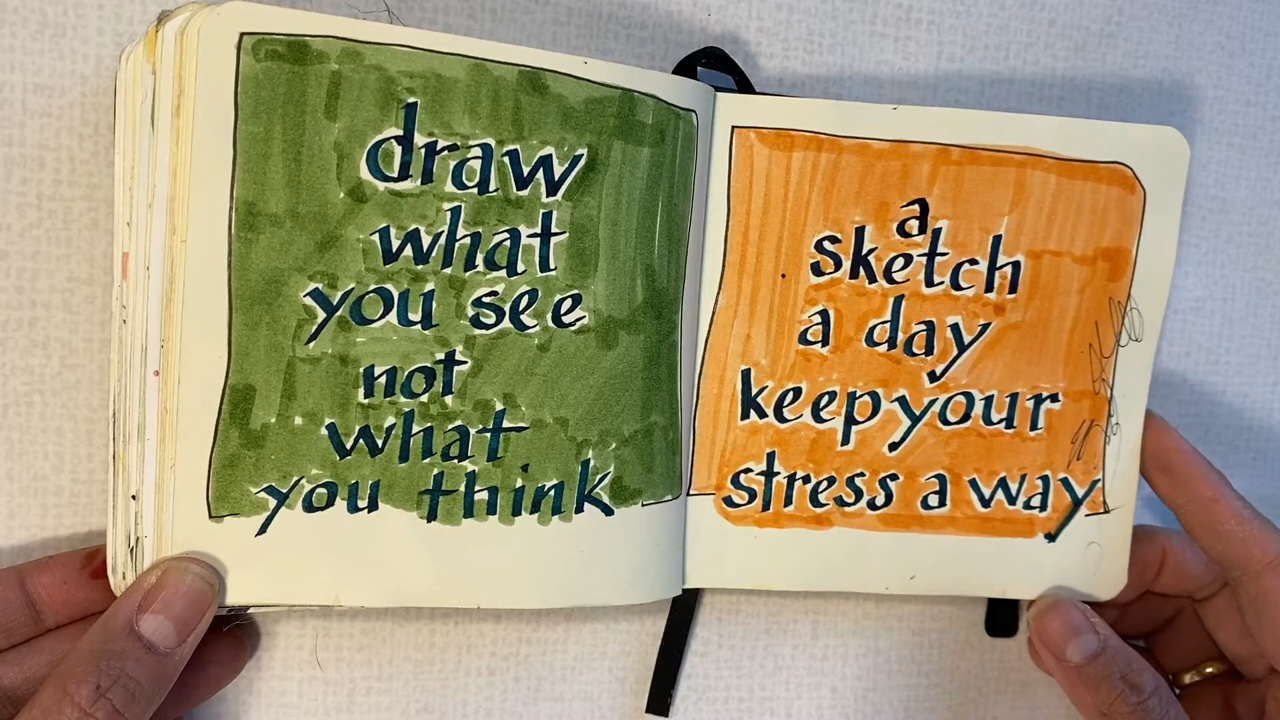 draw
what
you see
not
what
you think
a
sketch
a day
keep your
stress a way